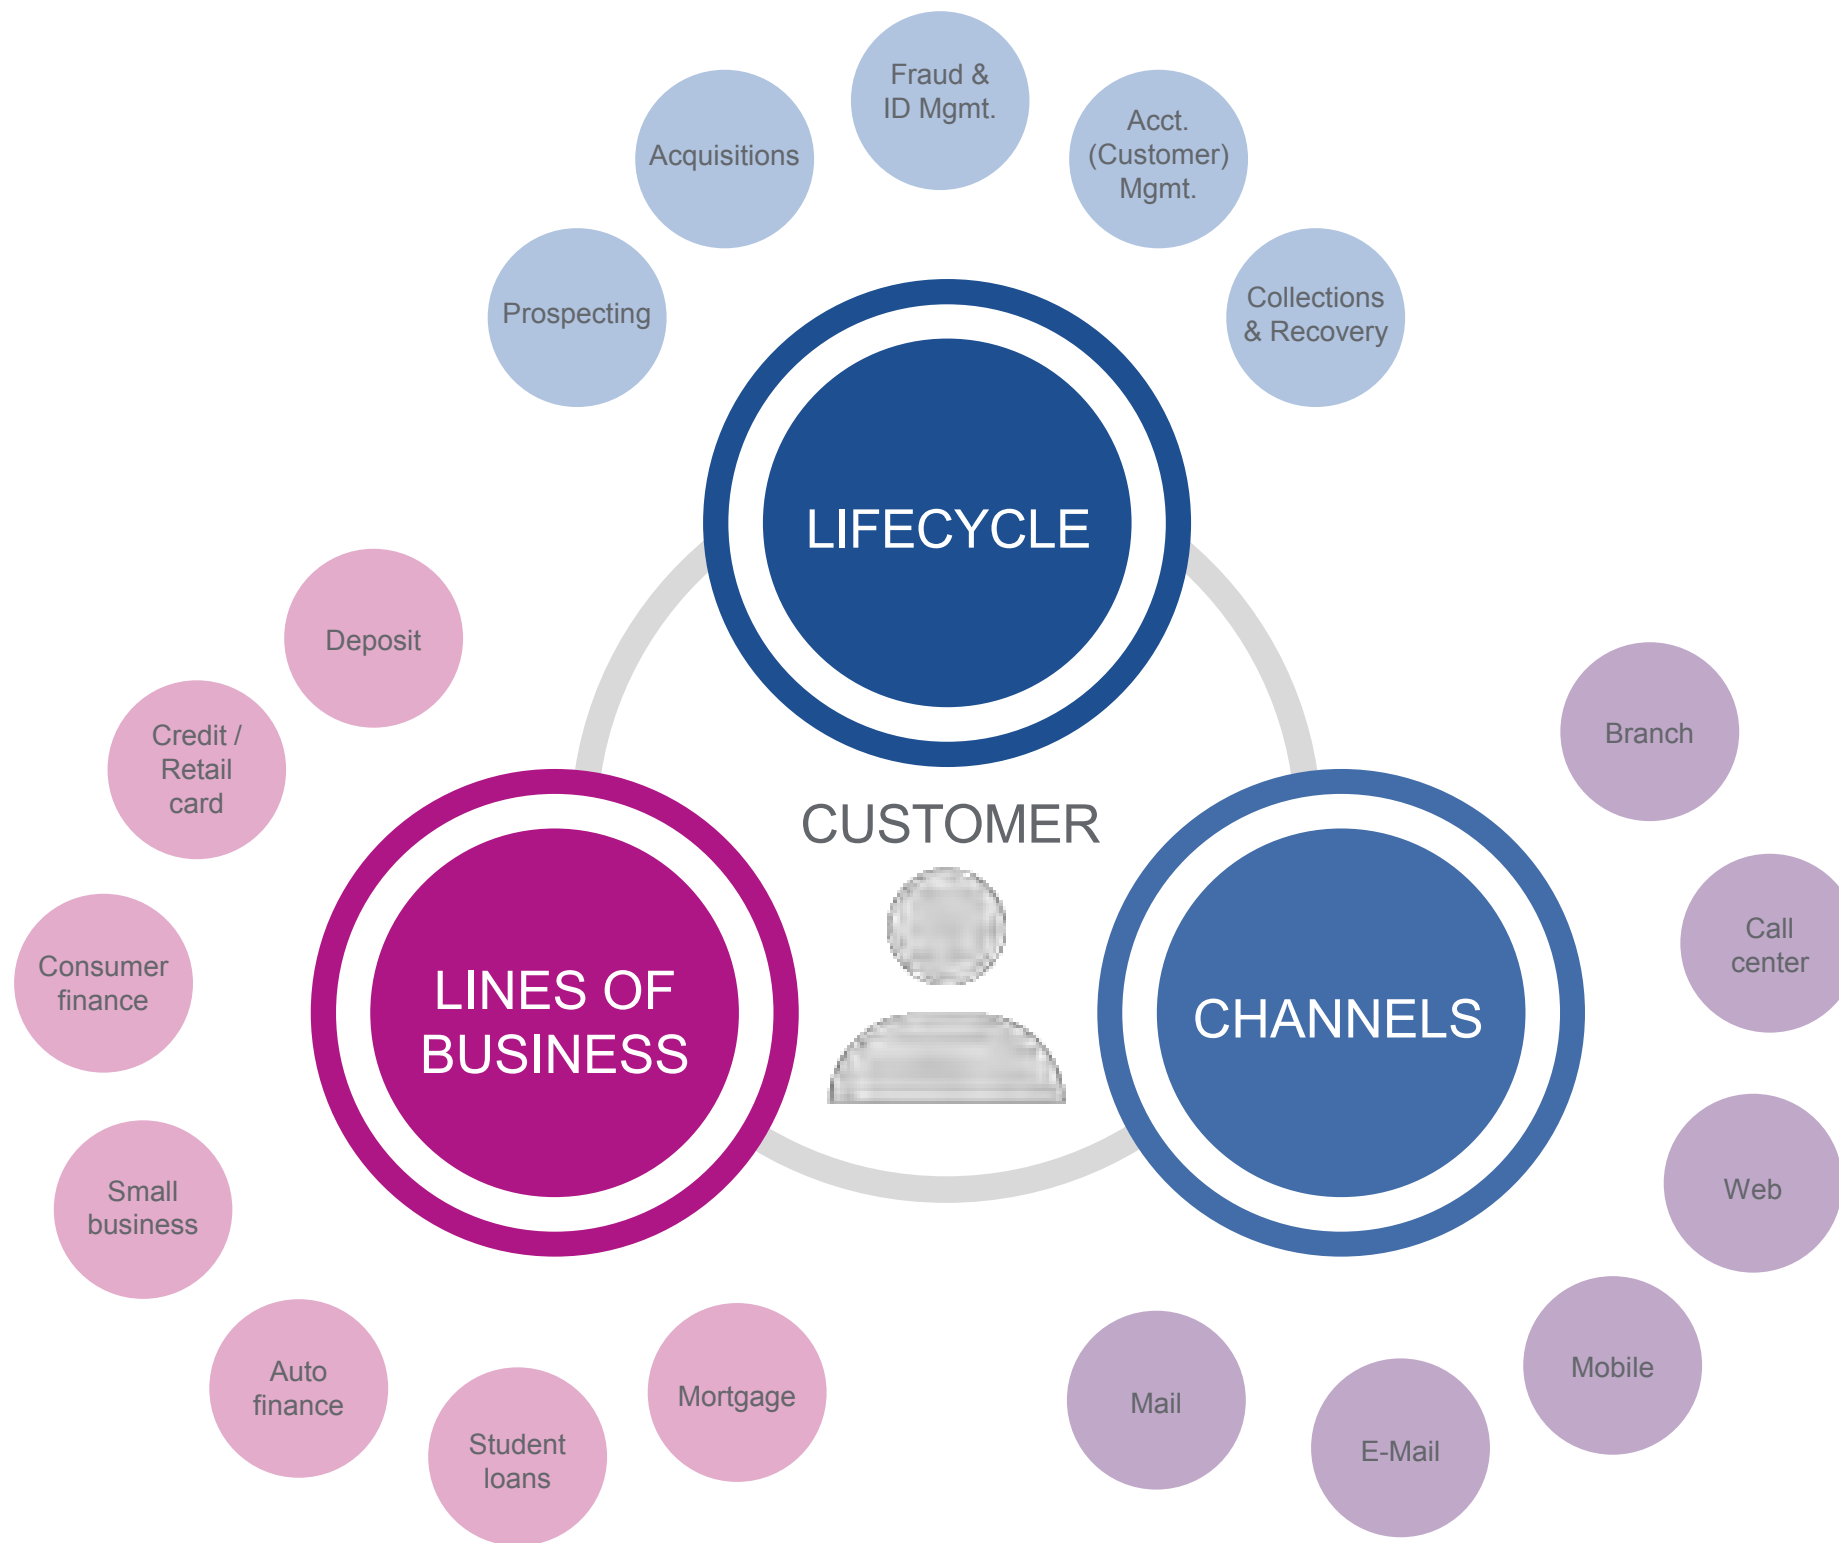 Fraud &
ID Mgmt.
Acquisitions
Acct.
(Customer)
Mgmt.
Prospecting
Collections
& Recovery
LIFECYCLE
Deposit
Credit /
Retail
card
Consumer
finance
Small
business
Auto
finance
Student
loans
Mortgage
LINES OF
BUSINESS
CUSTOMER
CHANNELS
Branch
Call
center
Web
Mobile
E-Mail
Mail